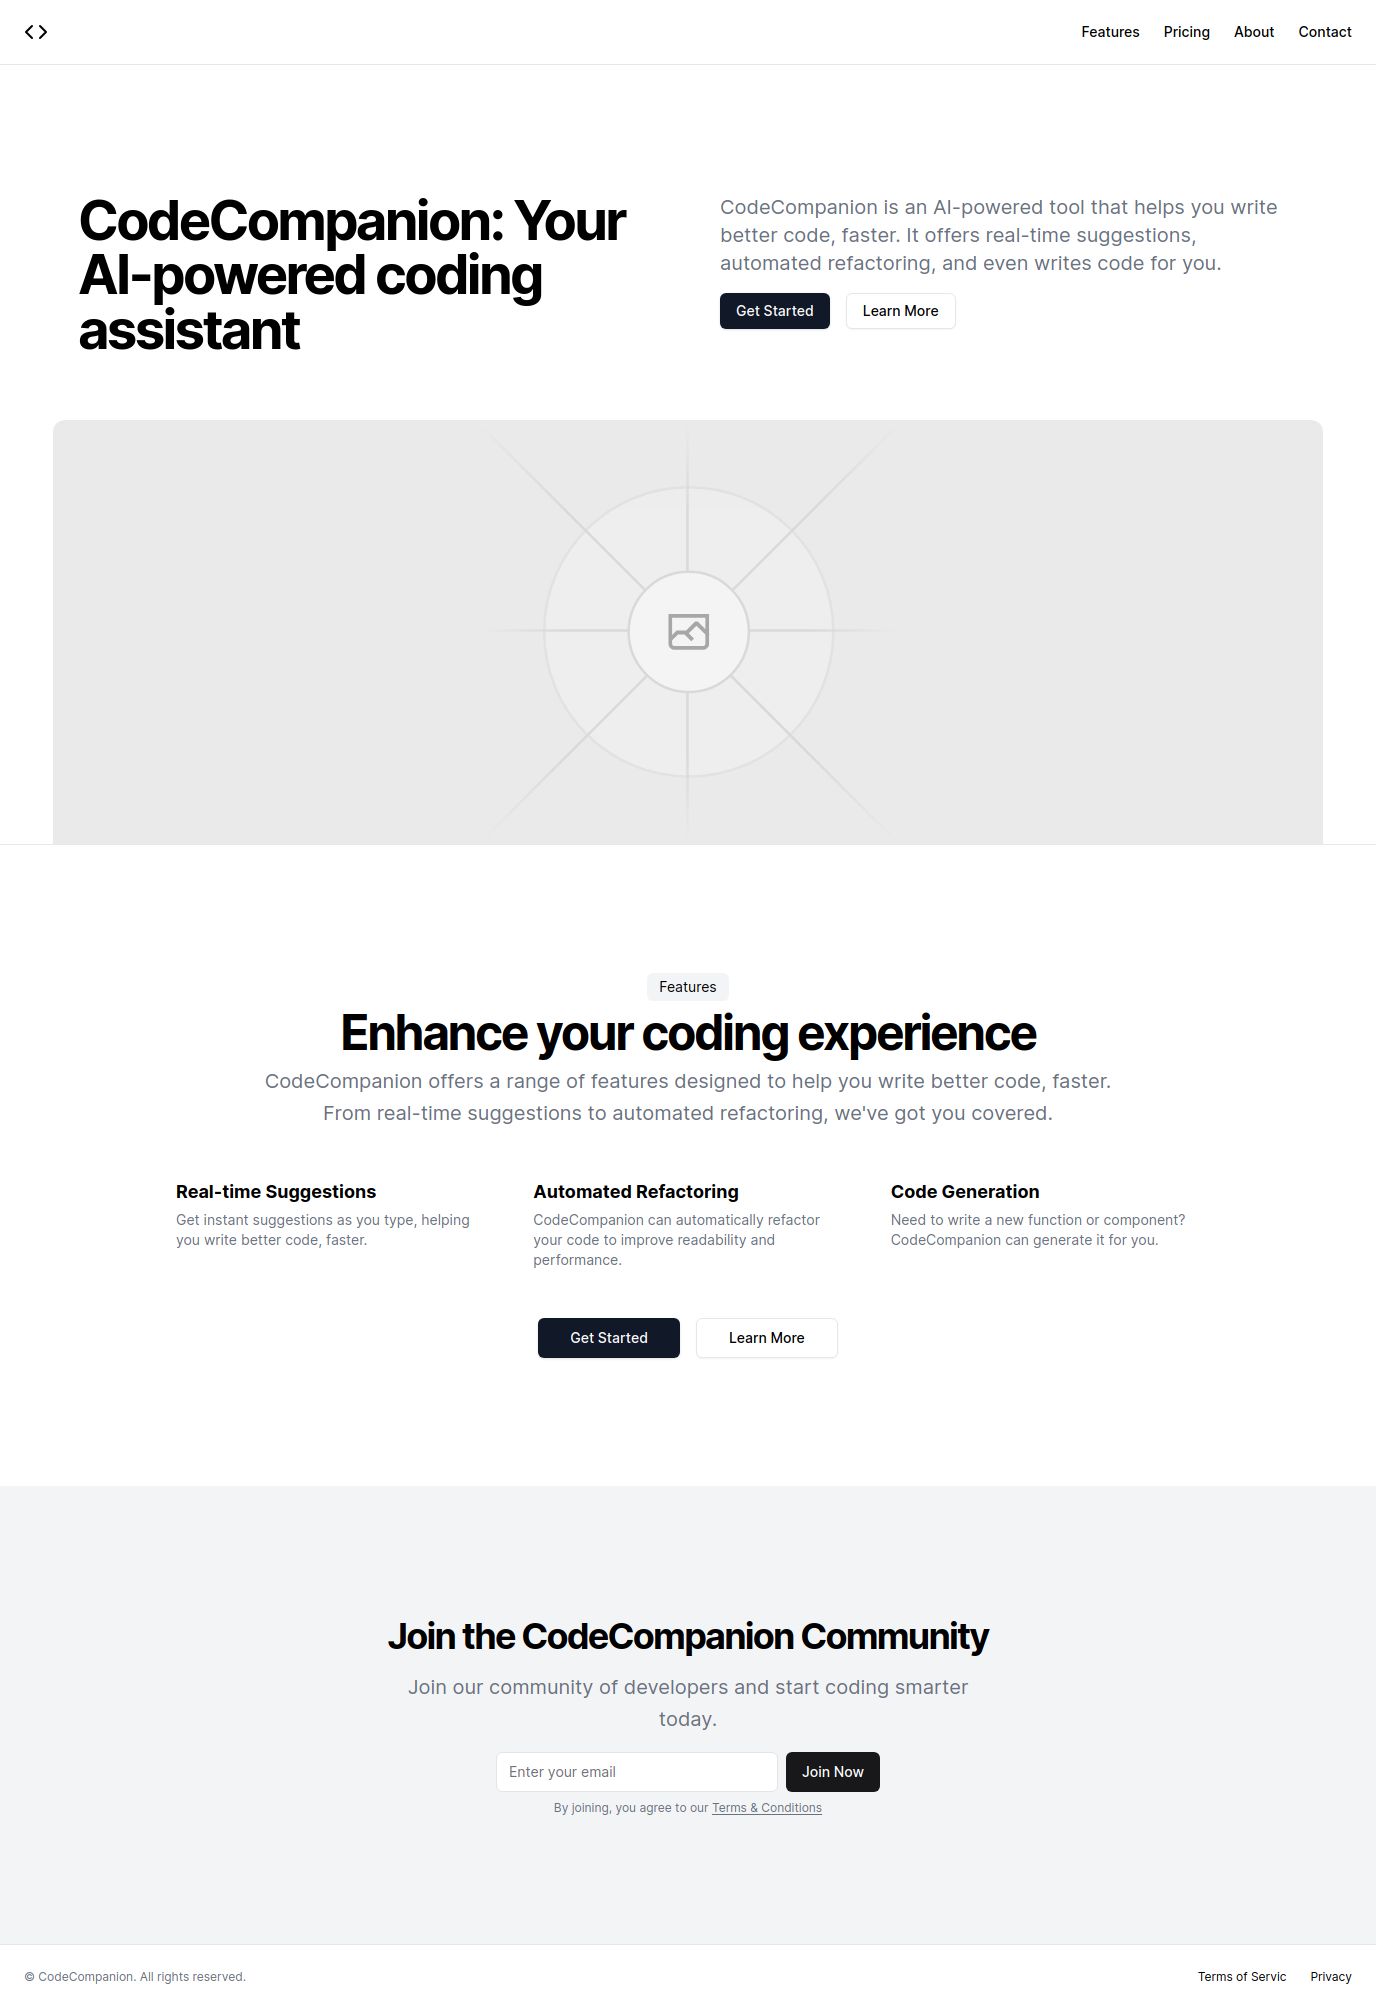 Features Pricing About Contact
CodeCompanion: Your
AI-powered coding
assistant
CodeCompanion is an AI-powered tool that helps you write
better code, faster. It offers real-time suggestions,
automated refactoring, and even writes code for you.
Get Started Learn More
Features
Enhance your coding experience
CodeCompanion offers a range of features designed to help you write better code, faster.
From real-time suggestions to automated refactoring, we've got you covered.
Real-time Suggestions
Get instant suggestions as you type, helping
you write better code, faster.
Automated Refactoring
CodeCompanion can automatically refactor
your code to improve readability and
performance.
Code Generation
Need to write a new function or component?
CodeCompanion can generate it for you.
Get Started Learn More
Join the CodeCompanion Community
Join our community of developers and start coding smarter
today.
Enter your email Join Now
By joining, you agree to our Terms & Conditions
© CodeCompanion. All rights reserved. Terms of Servic Privacy